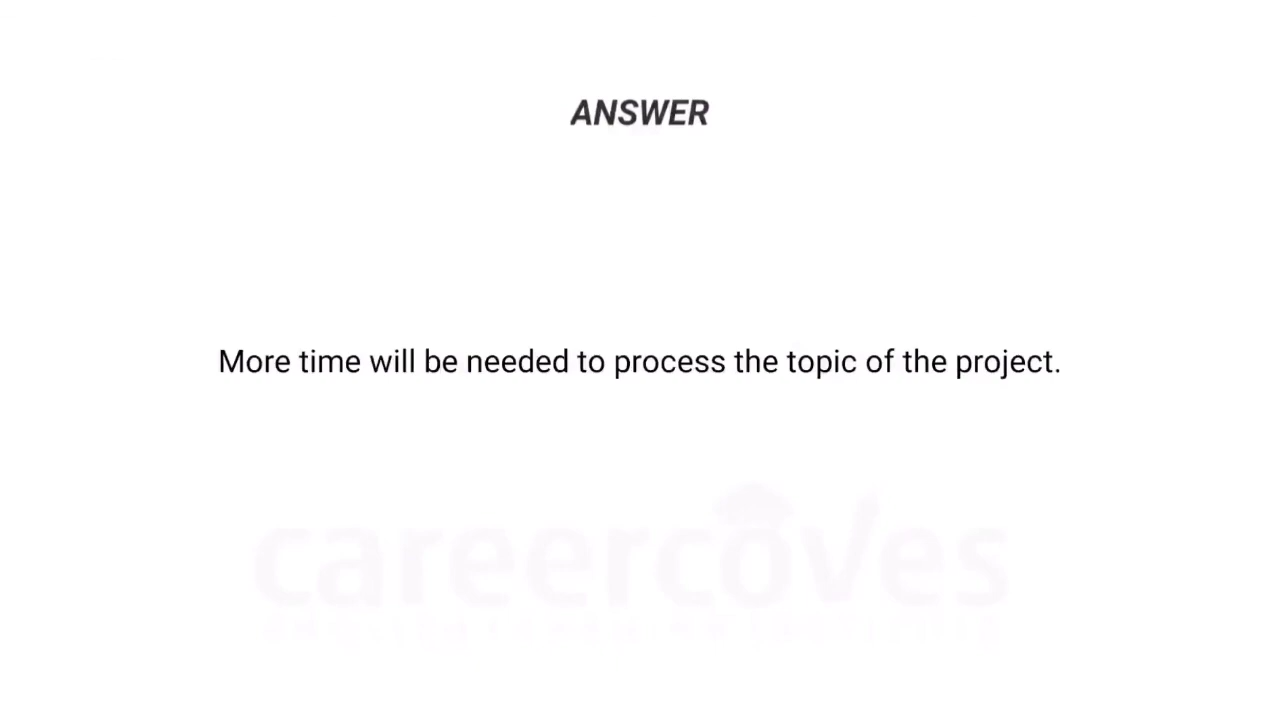 ANSWER
More time will be needed to process the topic of the project.
careercoves